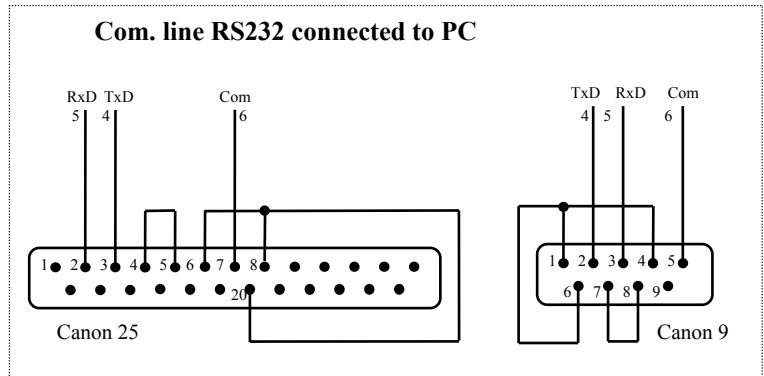 Com. line RS232 connected to PC
RxD TxD Com
5 4 6
TxD RxD Com
4 5 6
1 2 3 4 5 6 7 8
20
Canon 25
1 2 3 4 5
6 7 8 9
Canon 9